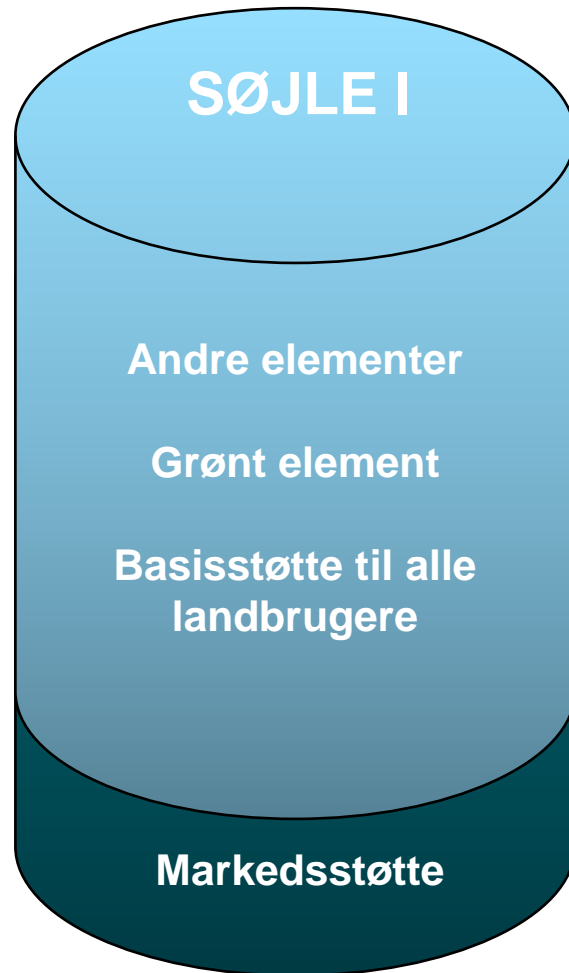 SØJLE I
Andre elementer
Grønt element
Basisstøtte til alle
landbrugere
Markedsstøtte